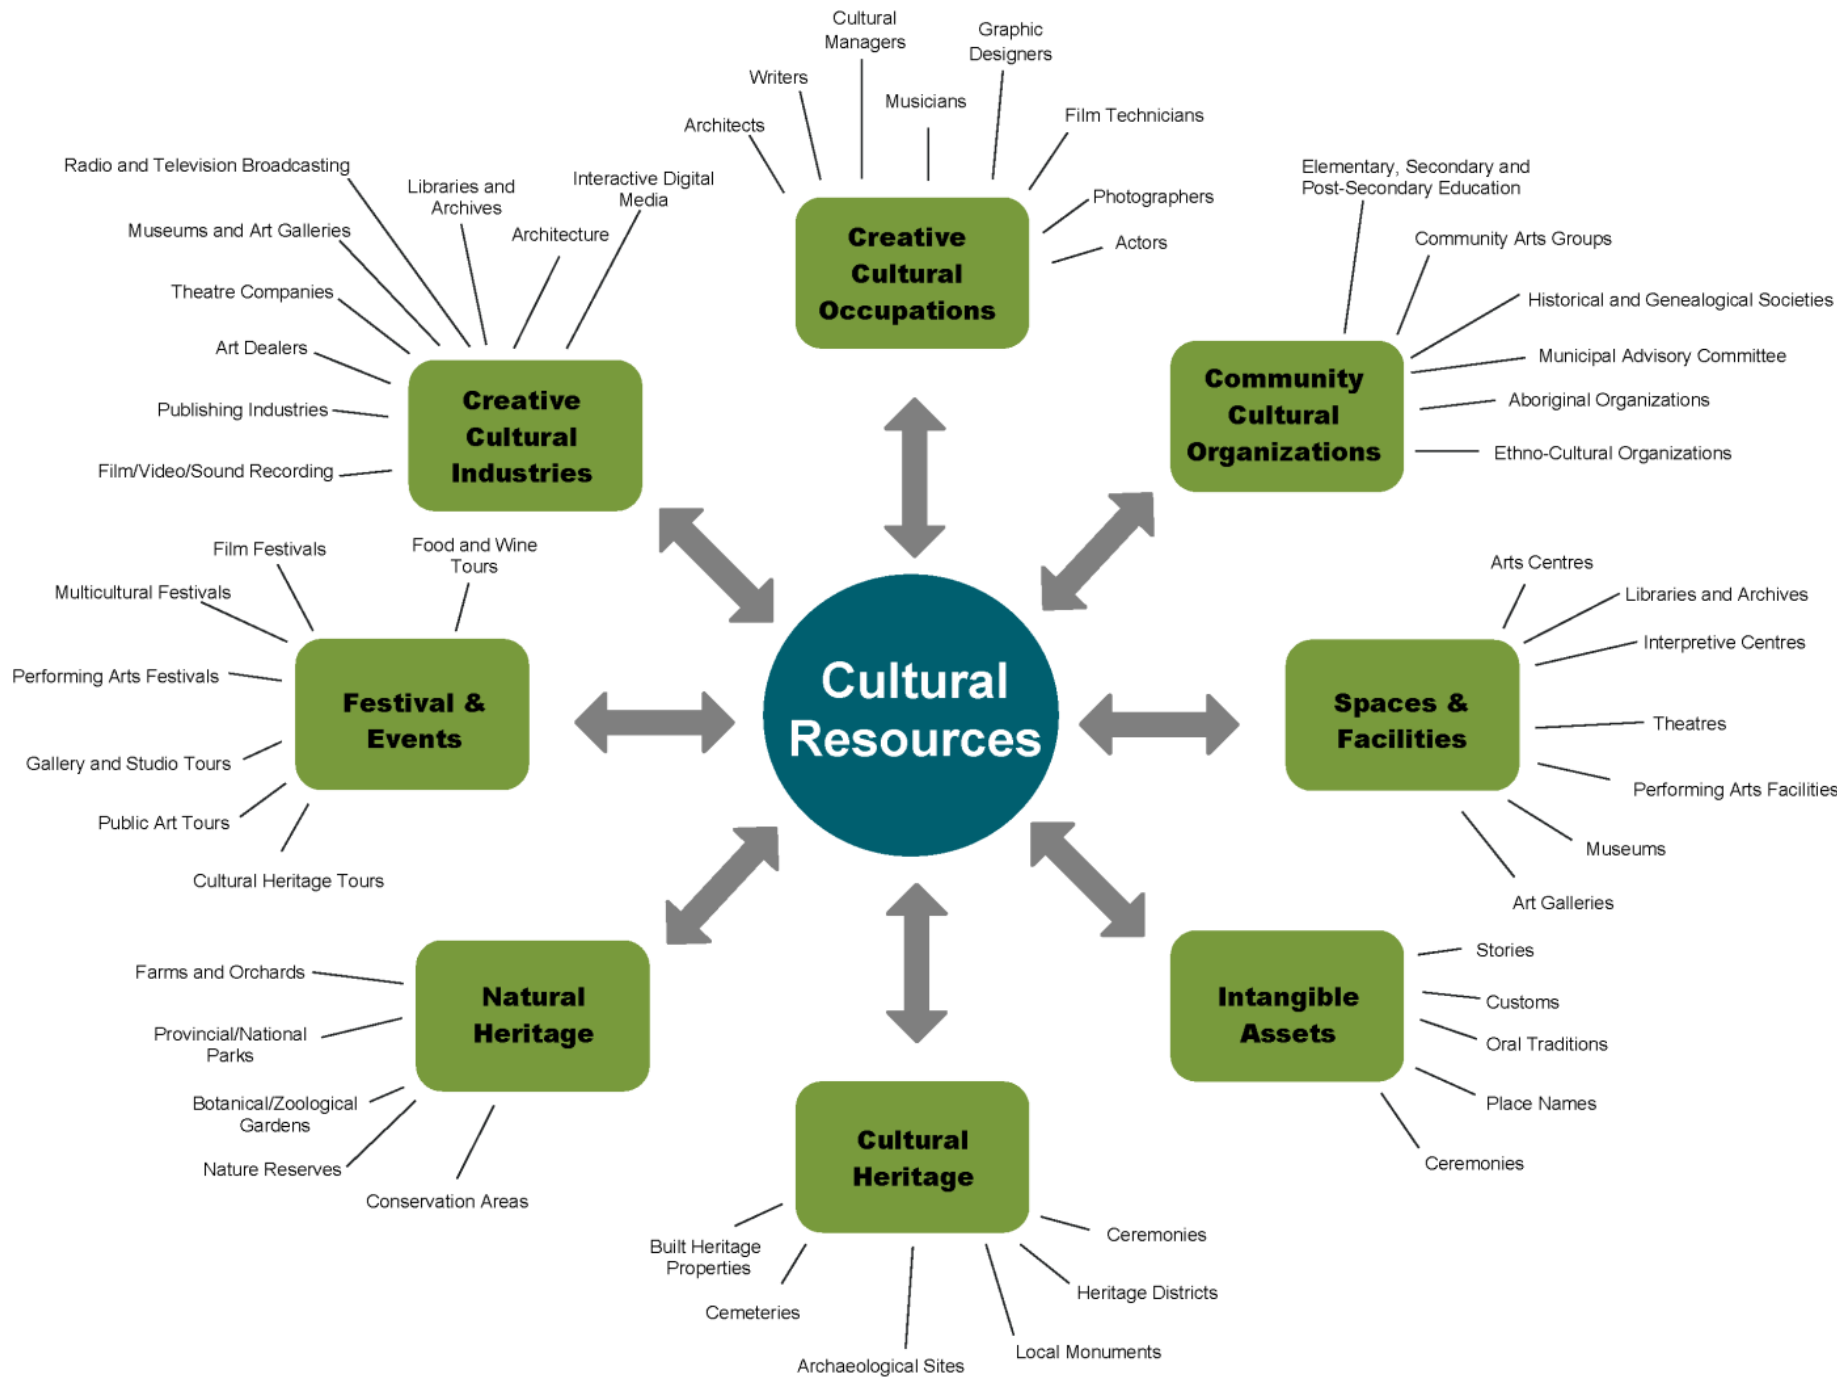 Cultural
Managers
Graphic
Designers
Writers
Musicians
Architects
Film Technicians
Photographers
Actors
Creative
Cultural
Occupations
Radio and Television Broadcasting
Libraries and
Archives
Interactive Digital
Media
Museums and Art Galleries
Architecture
Theatre Companies
Art Dealers
Publishing Industries
Film/Video/Sound Recording
Creative
Cultural
Industries
Elementary, Secondary and
Post-Secondary Education
Community Arts Groups
Historical and Genealogical Societies
Municipal Advisory Committee
Aboriginal Organizations
Ethno-Cultural Organizations
Community
Cultural
Organizations
Film Festivals
Food and Wine
Tours
Multicultural Festivals
Performing Arts Festivals
Gallery and Studio Tours
Public Art Tours
Cultural Heritage Tours
Festival &
Events
Cultural
Resources
Arts Centres
Libraries and Archives
Interpretive Centres
Theatres
Performing Arts Facilities
Museums
Art Galleries
Spaces &
Facilities
Farms and Orchards
Provincial/National
Parks
Botanical/Zoological
Gardens
Nature Reserves
Conservation Areas
Natural
Heritage
Cultural
Heritage
Built Heritage
Properties
Cemeteries
Archaeological Sites
Local Monuments
Heritage Districts
Ceremonies
Intangible
Assets
Stories
Customs
Oral Traditions
Place Names
Ceremonies